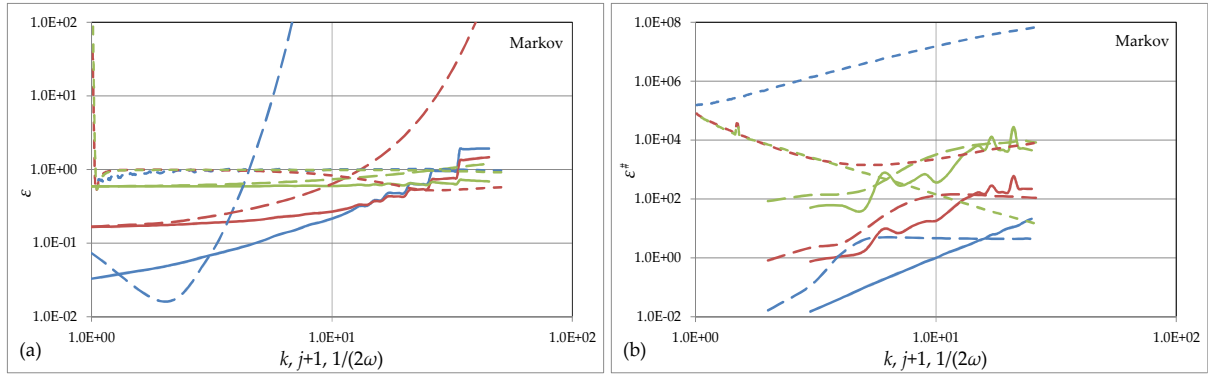 1.0E+02
1.0E+01
1.0E+00
1.0E-01
1.0E-02
ε
Markov
1.0E+00
1.0E+01
1.0E+02
(a)
k, j+1, 1/(2ω)
1.0E+08
1.0E+06
1.0E+04
1.0E+02
1.0E+00
1.0E-02
ε#
Markov
1.0E+00
1.0E+01
1.0E+02
(b)
k, j+1, 1/(2ω)